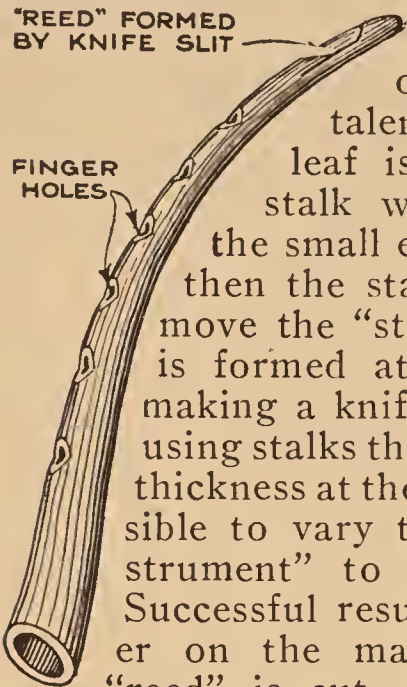 "REED" FORMED
BY KNIFE SLIT
FINGER
HOLES
taler
leaf is
stalk w
the small e
then the sta
move the "st
is formed at
making a knif
using stalks th
thickness at the
sible to vary t
strument" to
Successful resu
er on the ma
"reed" is cut